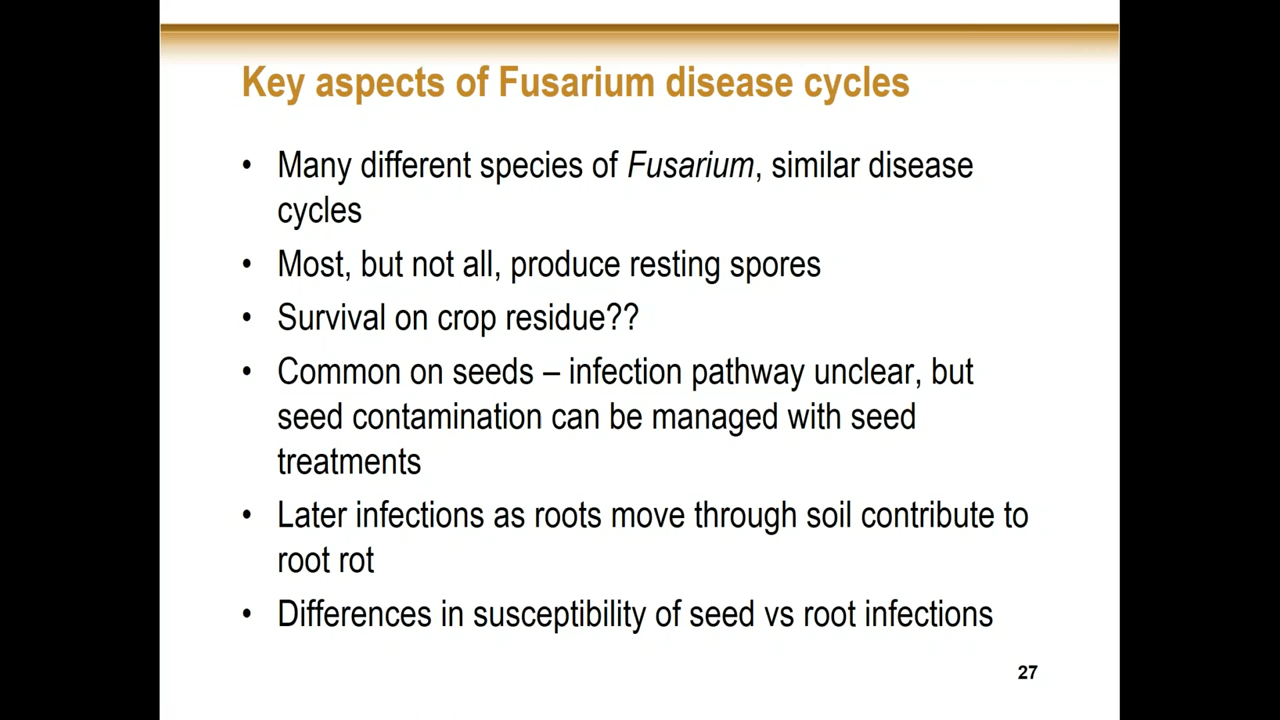 Key aspects of Fusarium disease cycles
• Many different species of Fusarium, similar disease
cycles
• Most, but not all, produce resting spores
• Survival on crop residue??
• Common on seeds – infection pathway unclear, but
seed contamination can be managed with seed
treatments
• Later infections as roots move through soil contribute to
root rot
• Differences in susceptibility of seed vs root infections
27